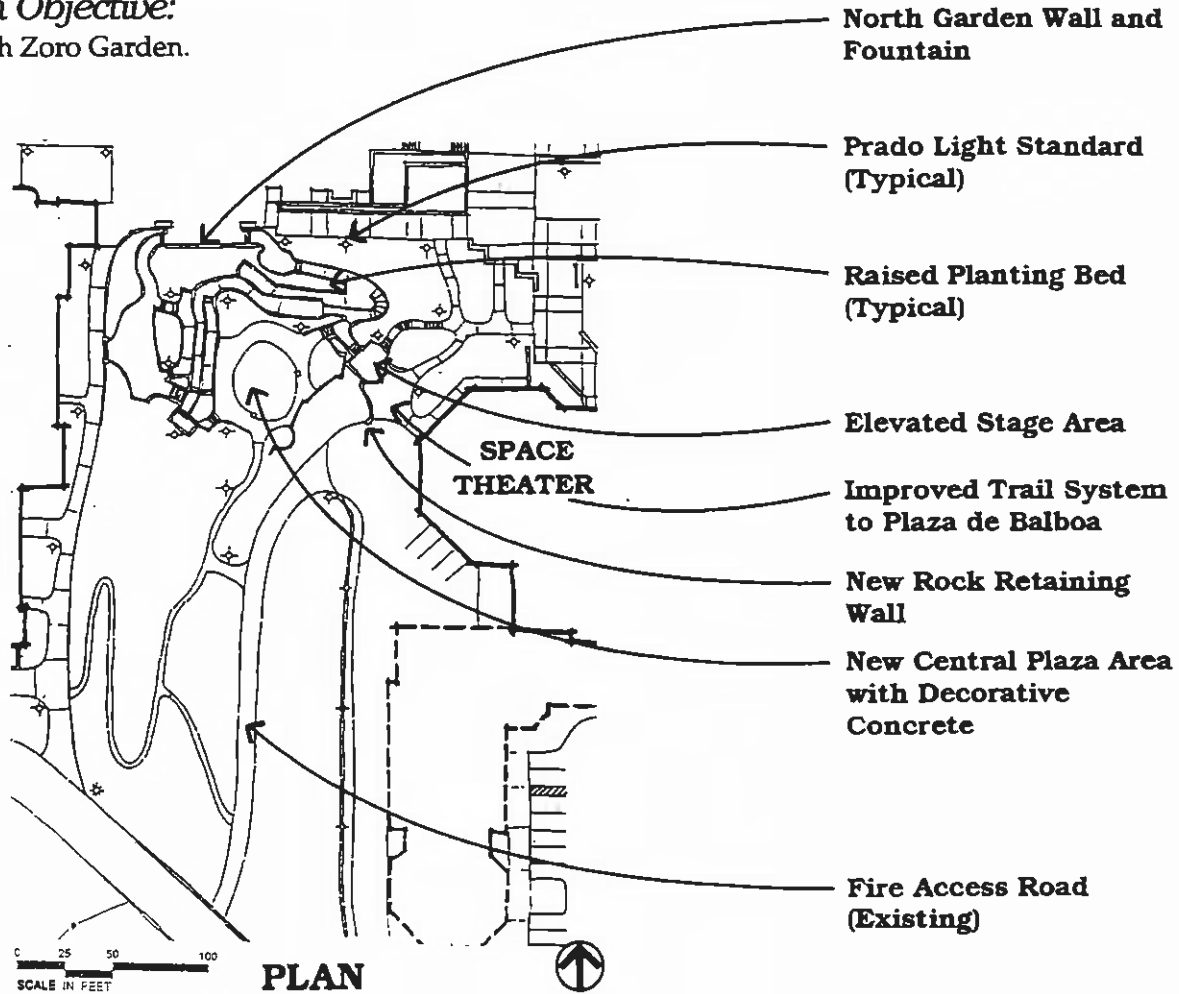 Objective:
h Zoro Garden.
North Garden Wall and
Fountain
Prado Light Standard
(Typical)
Raised Planting Bed
(Typical)
Elevated Stage Area
SPACE
THEATER
Improved Trail System
to Plaza de Balboa
New Rock Retaining
Wall
New Central Plaza Area
with Decorative
Concrete
Fire Access Road
(Existing)
25 50 100
SCALE IN FEET
PLAN